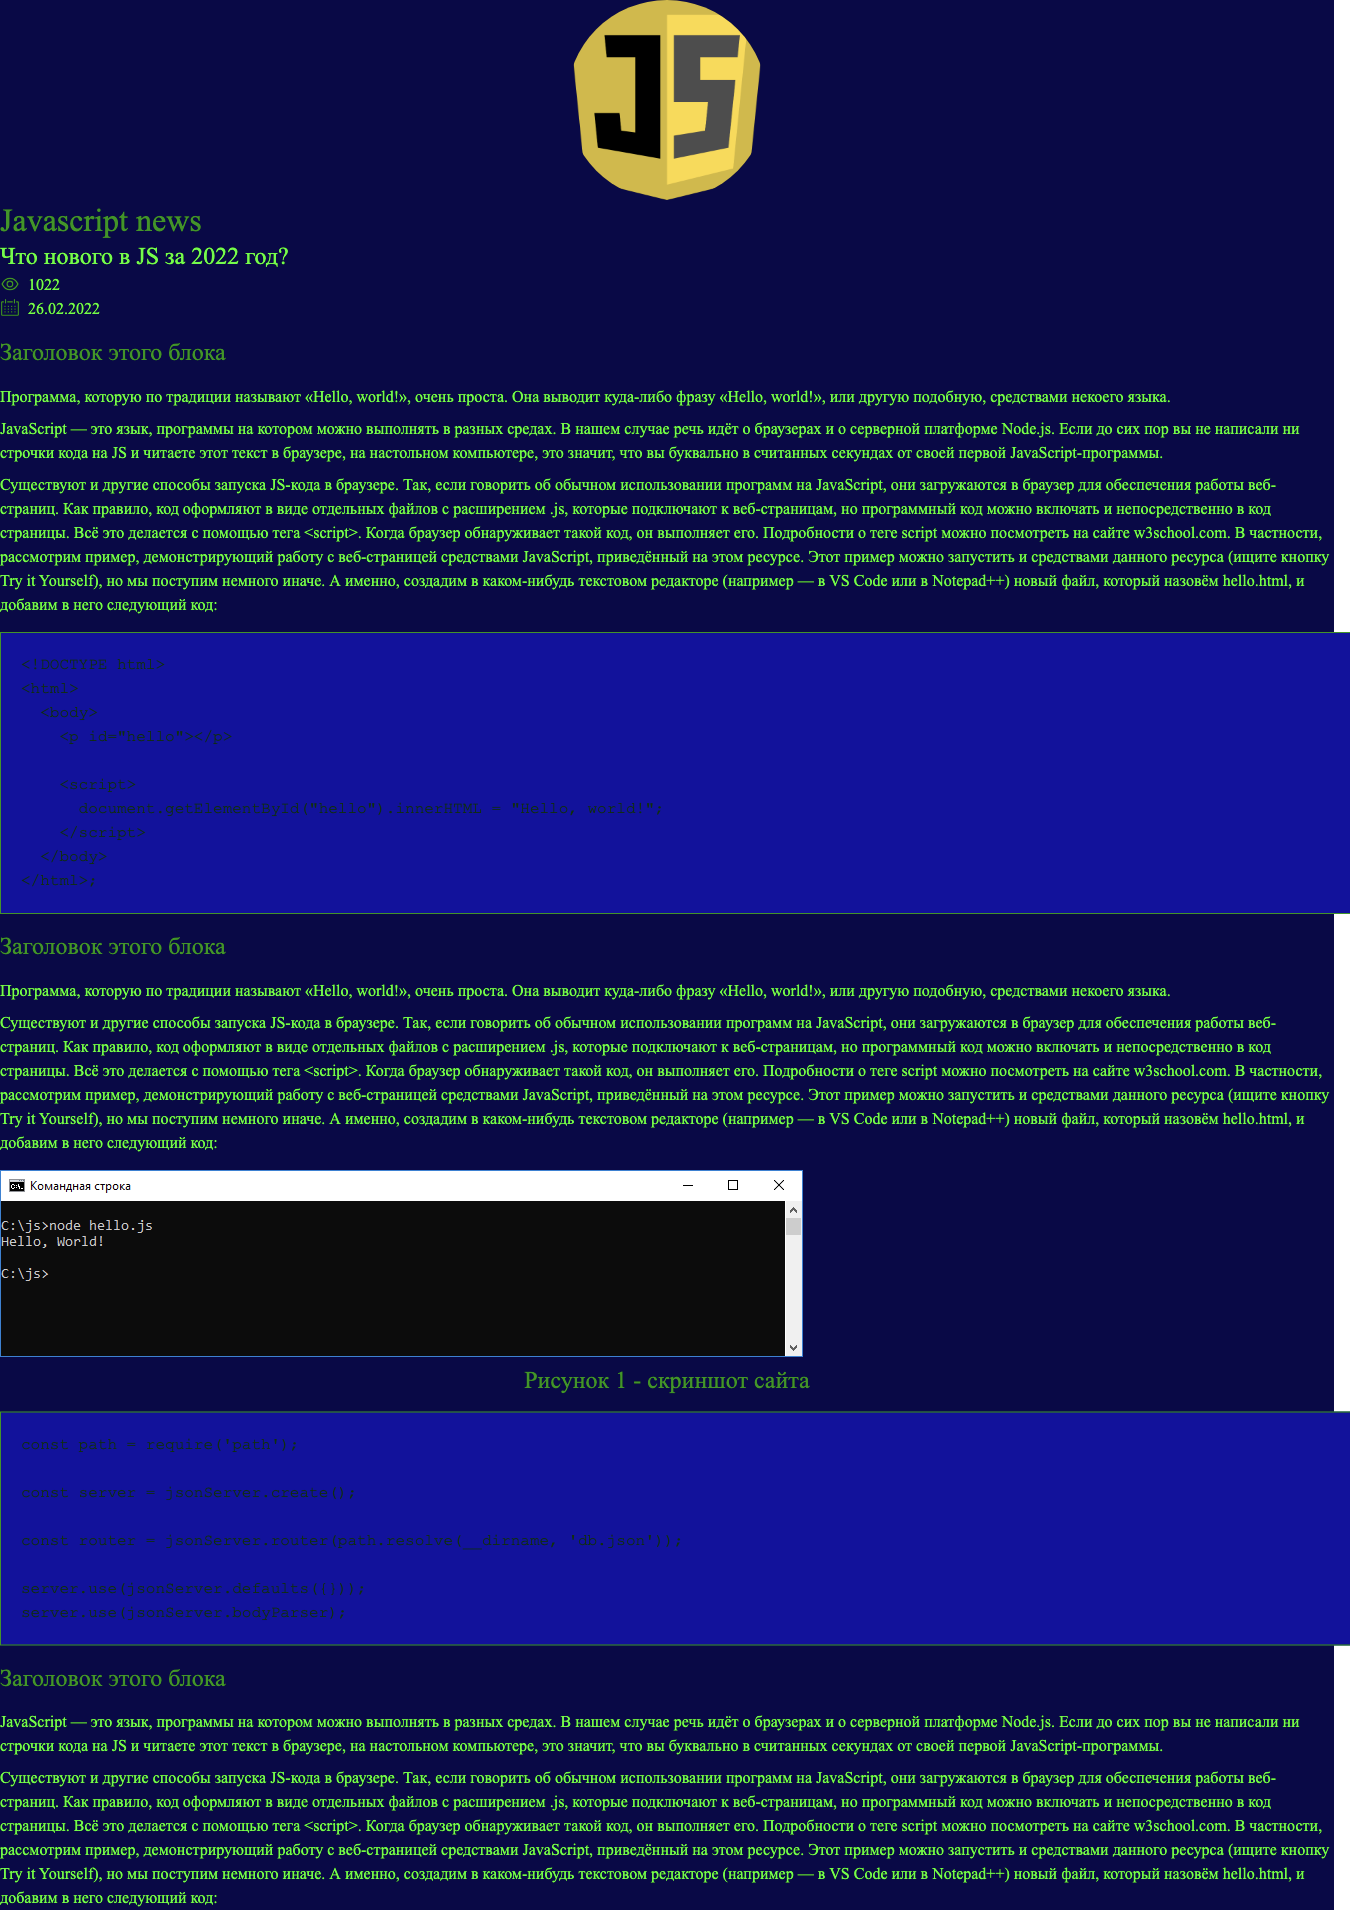 JS
Javascript news
Что нового в JS за 2022 год?
1022
26.02.2022
Заголовок этого блока
Программа, которую по традиции называют «Hello, world!», очень проста. Она выводит куда-либо фразу «Hello, world!», или другую подобную, средствами некоего языка.
JavaScript — это язык, программы на котором можно выполнять в разных средах. В нашем случае речь идёт о браузерах и о серверной платформе Node.js. Если до сих пор вы не написали ни
строчки кода на JS и читаете этот текст в браузере, на настольном компьютере, это значит, что вы буквально в считанных секундах от своей первой JavaScript-программы.
Существуют и другие способы запуска JS-кода в браузере. Так, если говорить об обычном использовании программ на JavaScript, они загружаются в браузер для обеспечения работы веб-
страниц. Как правило, код оформляют в виде отдельных файлов с расширением .js, которые подключают к веб-страницам, но программный код можно включать и непосредственно в код
страницы. Всё это делается с помощью тега <script>. Когда браузер обнаруживает такой код, он выполняет его. Подробности о теге script можно посмотреть на сайте w3school.com. В частности,
рассмотрим пример, демонстрирующий работу с веб-страницей средствами JavaScript, приведённый на этом ресурсе. Этот пример можно запустить и средствами данного ресурса (ищите кнопку
Try it Yourself), но мы поступим немного иначе. А именно, создадим в каком-нибудь текстовом редакторе (например — в VS Code или в Notepad++) новый файл, который назовём hello.html, и
добавим в него следующий код:
<!DOCTYPE html>
<html>
<body>
<p id="hello"></p>
<script>
document.getElementById("hello").innerHTML = "Hello, world!";
</script>
</body>
</html>;
Заголовок этого блока
Программа, которую по традиции называют «Hello, world!», очень проста. Она выводит куда-либо фразу «Hello, world!», или другую подобную, средствами некоего языка.
Существуют и другие способы запуска JS-кода в браузере. Так, если говорить об обычном использовании программ на JavaScript, они загружаются в браузер для обеспечения работы веб-
страниц. Как правило, код оформляют в виде отдельных файлов с расширением .js, которые подключают к веб-страницам, но программный код можно включать и непосредственно в код
страницы. Всё это делается с помощью тега <script>. Когда браузер обнаруживает такой код, он выполняет его. Подробности о теге script можно посмотреть на сайте w3school.com. В частности,
рассмотрим пример, демонстрирующий работу с веб-страницей средствами JavaScript, приведённый на этом ресурсе. Этот пример можно запустить и средствами данного ресурса (ищите кнопку
Try it Yourself), но мы поступим немного иначе. А именно, создадим в каком-нибудь текстовом редакторе (например — в VS Code или в Notepad++) новый файл, который назовём hello.html, и
добавим в него следующий код:
Командная строка
C:\js>node hello.js
Hello, World!
C:\js>
Рисунок 1 - скриншот сайта
const path = require('path');
const server = jsonServer.create();
const router = jsonServer.router(path.resolve(__dirname, 'db.json'));
server.use(jsonServer.defaults({}));
server.use(jsonServer.bodyParser);
Заголовок этого блока
JavaScript — это язык, программы на котором можно выполнять в разных средах. В нашем случае речь идёт о браузерах и о серверной платформе Node.js. Если до сих пор вы не написали ни
строчки кода на JS и читаете этот текст в браузере, на настольном компьютере, это значит, что вы буквально в считанных секундах от своей первой JavaScript-программы.
Существуют и другие способы запуска JS-кода в браузере. Так, если говорить об обычном использовании программ на JavaScript, они загружаются в браузер для обеспечения работы веб-
страниц. Как правило, код оформляют в виде отдельных файлов с расширением .js, которые подключают к веб-страницам, но программный код можно включать и непосредственно в код
страницы. Всё это делается с помощью тега <script>. Когда браузер обнаруживает такой код, он выполняет его. Подробности о теге script можно посмотреть на сайте w3school.com. В частности,
рассмотрим пример, демонстрирующий работу с веб-страницей средствами JavaScript, приведённый на этом ресурсе. Этот пример можно запустить и средствами данного ресурса (ищите кнопку
Try it Yourself), но мы поступим немного иначе. А именно, создадим в каком-нибудь текстовом редакторе (например — в VS Code или в Notepad++) новый файл, который назовём hello.html, и
добавим в него следующий код: